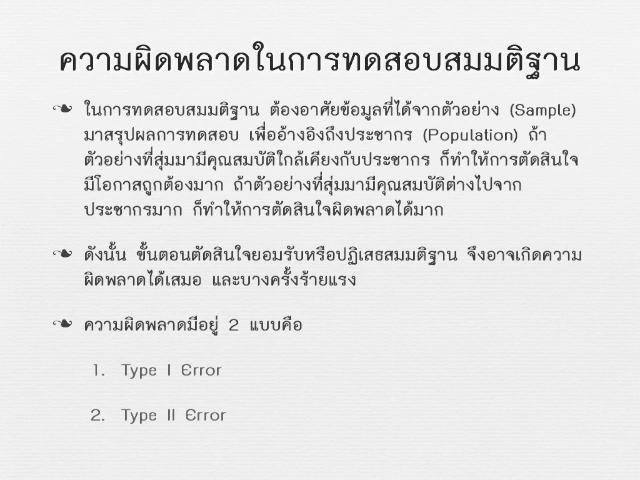 ความผิดพลาดในการทดสอบสมมติฐาน
ในการทดสอบสมมติฐาน ต้องอาศัยข้อมูลที่ได้จากตัวอย่าง (Sample)
มาสรุปผลการทดสอบ เพื่ออ้างอิงถึงประชากร (Population) ถ้า
ตัวอย่างที่สุ่มมามีคุณสมบัติใกล้เคียงกับประชากร ก็ทำให้การตัดสินใจ
มีโอกาสถูกต้องมาก ถ้าตัวอย่างที่สุ่มมามีคุณสมบัติต่างไปจาก
ประชากรมาก ก็ทำให้การตัดสินใจผิดพลาดได้มาก
ดังนั้น ขั้นตอนตัดสินใจยอมรับหรือปฏิเสธสมมติฐาน จึงอาจเกิดความ
ผิดพลาดได้เสมอ และบางครั้งร้ายแรง
ความผิดพลาดมีอยู่ 2 แบบคือ
1. Type I Error
2. Type II Error